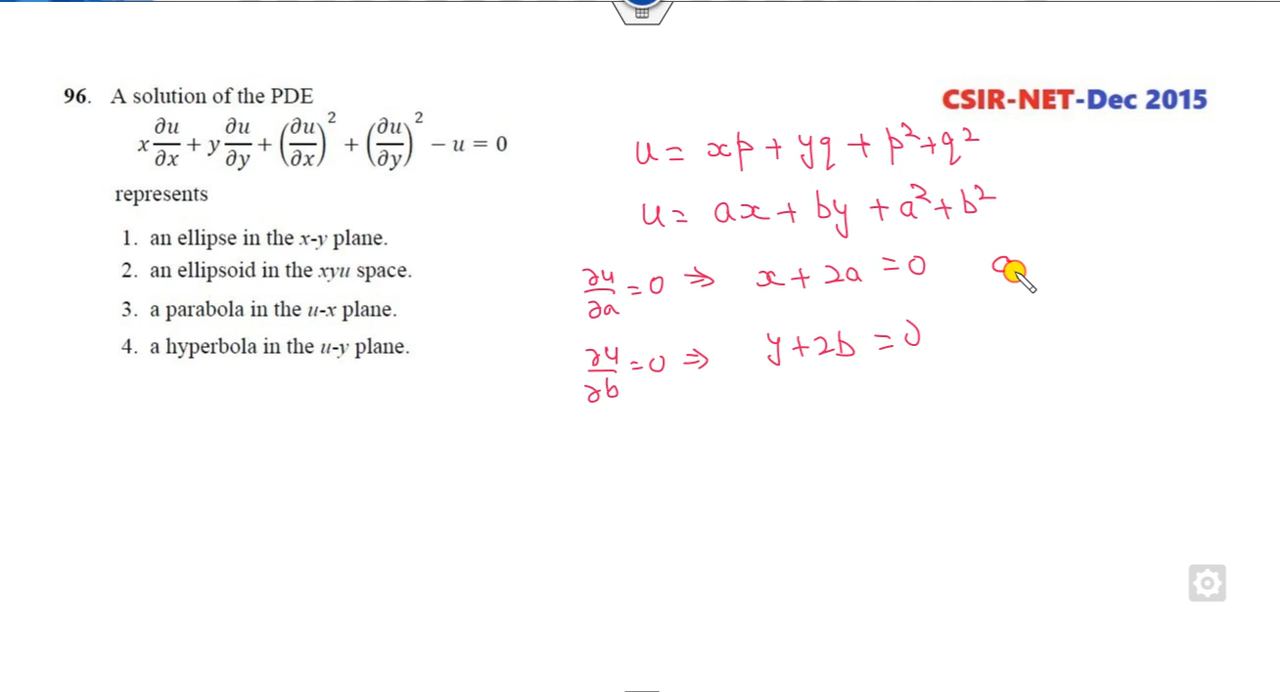 96. A solution of the PDE
x ∂u/∂x + y ∂u/∂y + (∂u/∂x)² + (∂u/∂y)² − u = 0
represents
1. an ellipse in the x-y plane.
2. an ellipsoid in the xyu space.
3. a parabola in the u-x plane.
4. a hyperbola in the u-y plane.
CSIR-NET-Dec 2015
u = xp + yq + p² + q²
u = ax + by + a² + b²
∂u/∂a = 0 ⇒ x + 2a = 0
∂u/∂b = 0 ⇒ y + 2b = 0